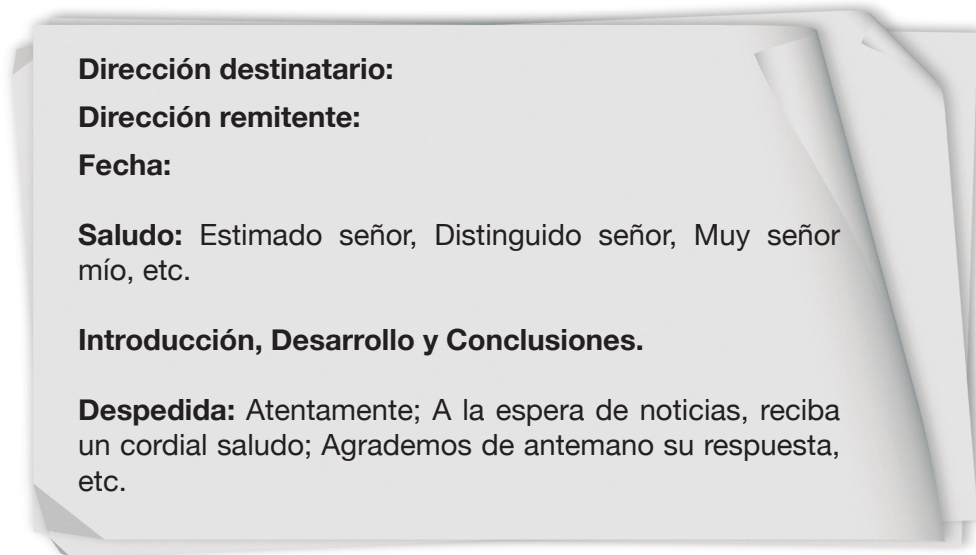 Dirección destinatario:
Dirección remitente:
Fecha:
Saludo: Estimado señor, Distinguido señor, Muy señor
mío, etc.
Introducción, Desarrollo y Conclusiones.
Despedida: Atentamente; A la espera de noticias, reciba
un cordial saludo; Agrademos de antemano su respuesta,
etc.